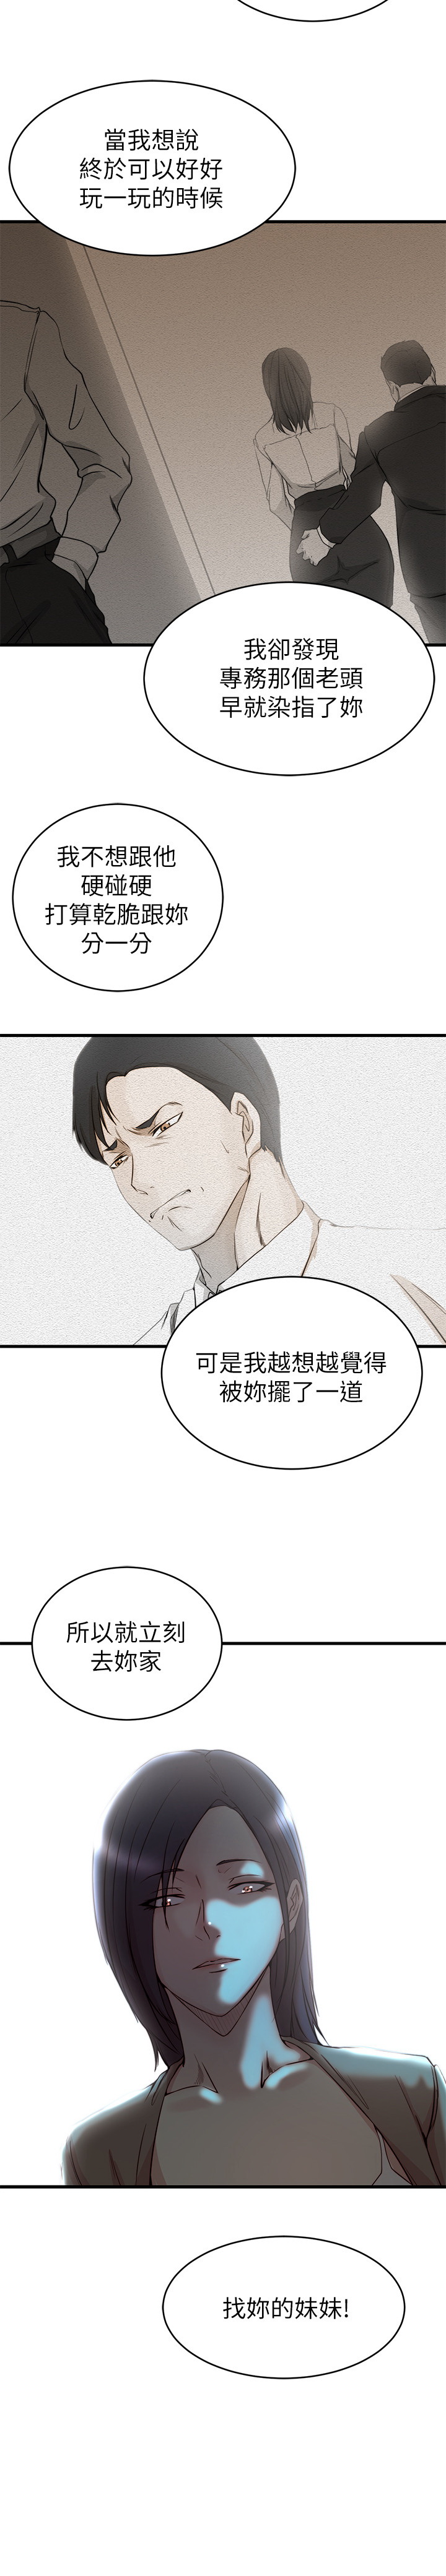 當我想說
終於可以好好
玩一玩的時候
我卻發現
專務那個老頭
早就染指了妳
我不想跟他
硬碰硬
打算乾脆跟妳
分一分
可是我越想越覺得
被妳擺了一道
所以就立刻
去妳家
找妳的妹妹!